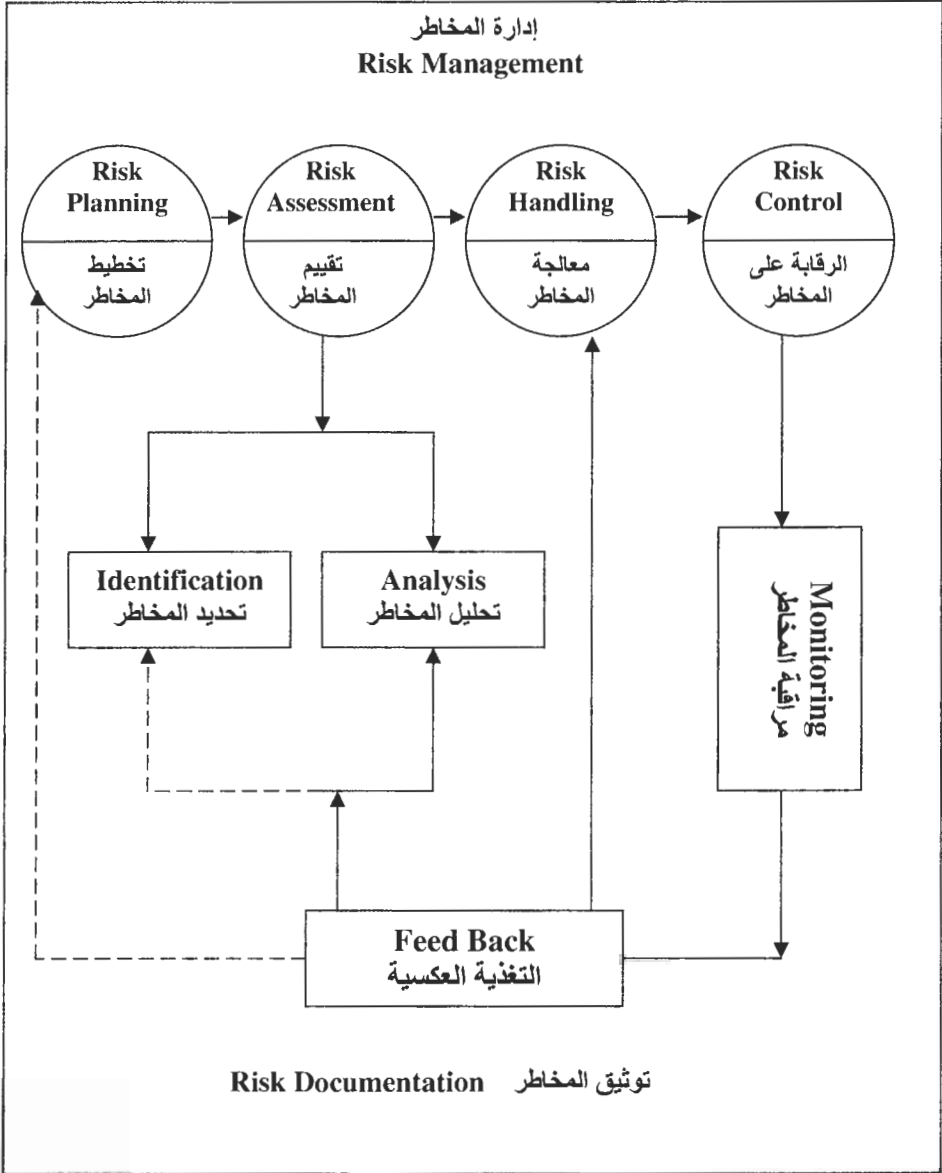 إدارة المخاطر
Risk Management
Risk
Planning
تخطيط
المخاطر
Risk
Assessment
تقييم
المخاطر
Risk
Handling
معالجة
المخاطر
Risk
Control
الرقابة على
المخاطر
Identification
تحديد المخاطر
Analysis
تحليل المخاطر
Monitoring
مراقبة المخاطر
Feed Back
التغذية العكسية
Risk Documentation توثيق المخاطر